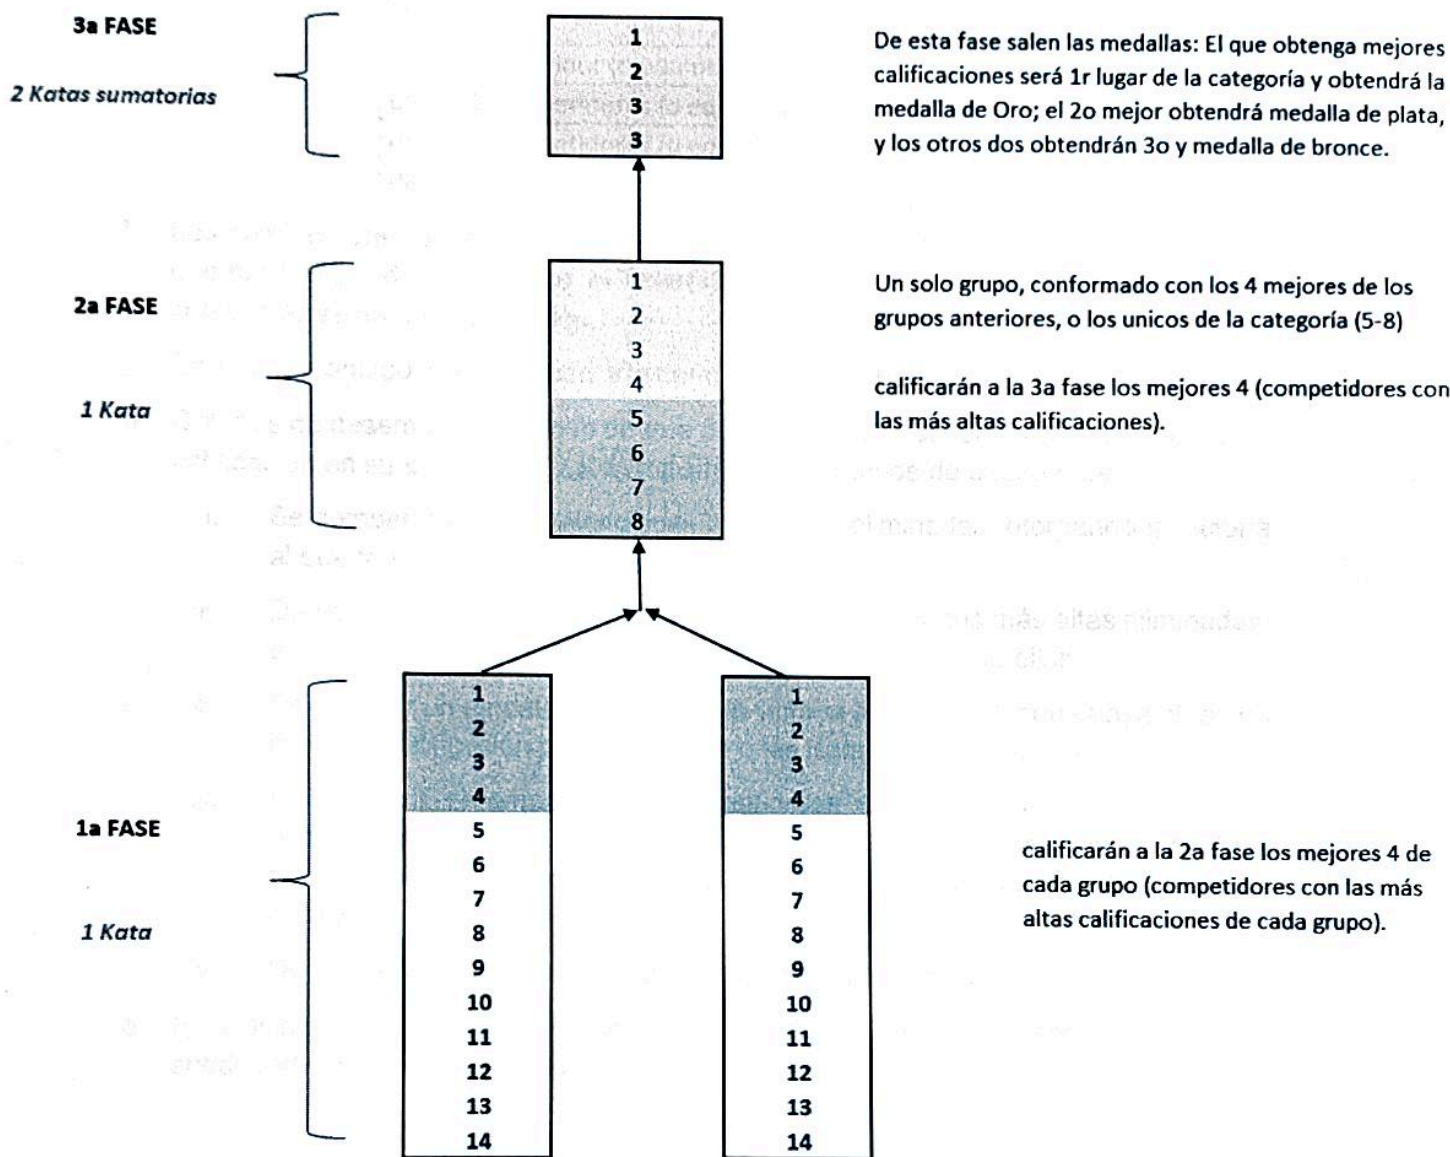 3a FASE
2 Katas sumatorias
1
2
3
3
De esta fase salen las medallas: El que obtenga mejores
calificaciones será 1r lugar de la categoría y obtendrá la
medalla de Oro; el 2o mejor obtendrá medalla de plata,
y los otros dos obtendrán 3o y medalla de bronce.
2a FASE
1 Kata
1
2
3
4
5
6
7
8
Un solo grupo, conformado con los 4 mejores de los
grupos anteriores, o los unicos de la categoría (5-8)
calificarán a la 3a fase los mejores 4 (competidores con
las más altas calificaciones).
1a FASE
1 Kata
1
2
3
4
5
6
7
8
9
10
11
12
13
14
1
2
3
4
5
6
7
8
9
10
11
12
13
14
calificarán a la 2a fase los mejores 4 de
cada grupo (competidores con las más
altas calificaciones de cada grupo).